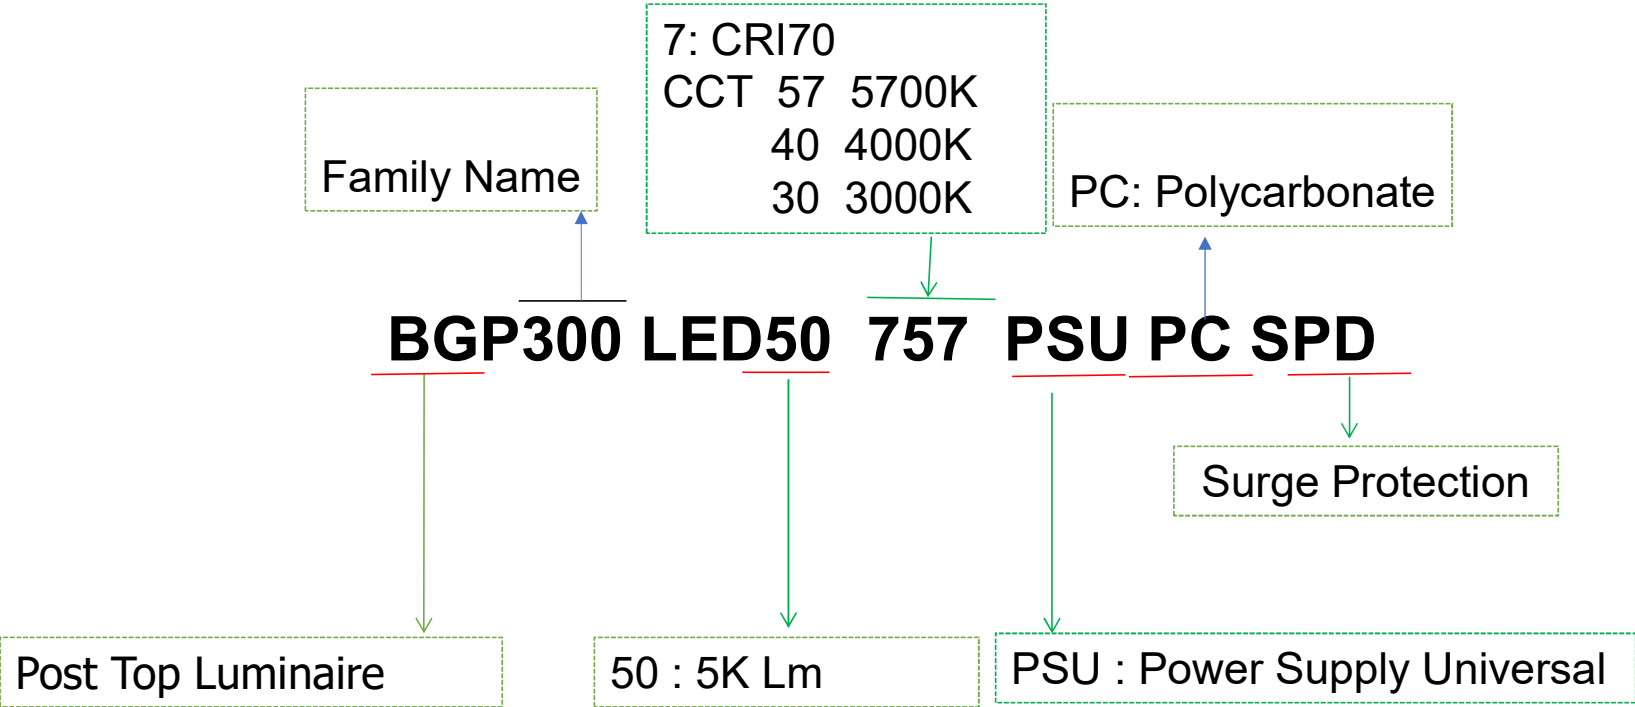 7: CRI70
CCT 57 5700K
40 4000K
30 3000K
Family Name
PC: Polycarbonate
BGP300 LED50 757 PSU PC SPD
Surge Protection
Post Top Luminaire
50 : 5K Lm
PSU : Power Supply Universal